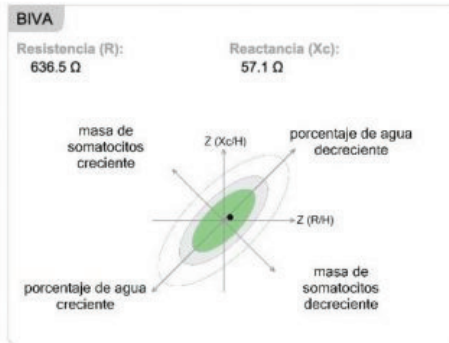 BIVA
Resistencia (R):
636.5 Ω
Reactancia (Xc):
57.1 Ω
masa de
somatocitos
creciente
Z (Xc/H)
porcentaje de agua
decreciente
Z (R/H)
porcentaje de agua
creciente
masa de
somatocitos
decreciente